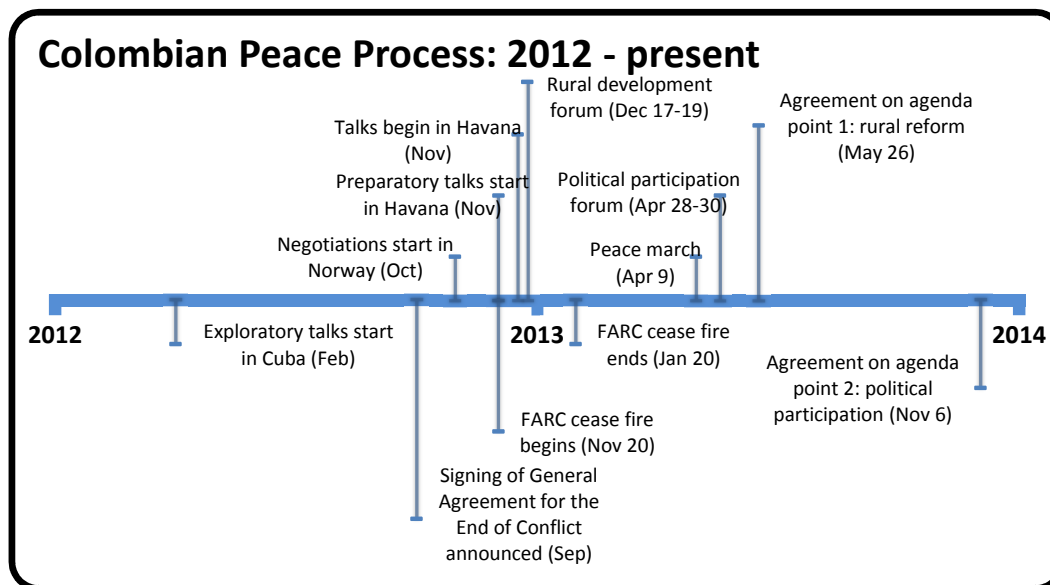 Colombian Peace Process: 2012 - present
Rural development
forum (Dec 17-19)
Agreement on agenda
point 1: rural reform
(May 26)
Talks begin in Havana
(Nov)
Preparatory talks start
in Havana (Nov)
Political participation
forum (Apr 28-30)
Negotiations start in
Norway (Oct)
Peace march
(Apr 9)
2012
2013
2014
Exploratory talks start
in Cuba (Feb)
FARC cease fire
ends (Jan 20)
Agreement on agenda
point 2: political
participation (Nov 6)
FARC cease fire
begins (Nov 20)
Signing of General
Agreement for the
End of Conflict
announced (Sep)